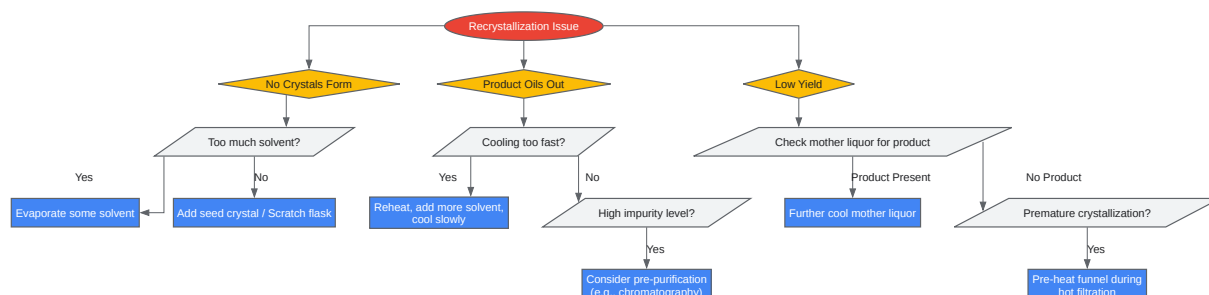 Recrystallization Issue
No Crystals Form
Product Oils Out
Low Yield
Too much solvent?
Cooling too fast?
Check mother liquor for product
Yes
No
Yes
No
Product Present
No Product
Evaporate some solvent
Add seed crystal / Scratch flask
Reheat, add more solvent,
cool slowly
High impurity level?
Further cool mother liquor
Premature crystallization?
Yes
Yes
Consider pre-purification
(e.g., chromatography)
Pre-heat funnel during
hot filtration